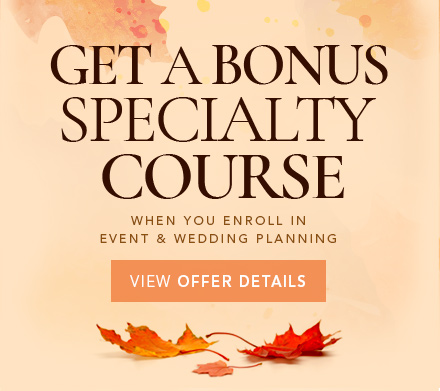 GET A BONUS
SPECIALTY
COURSE
WHEN YOU ENROLL IN
EVENT & WEDDING PLANNING
VIEW OFFER DETAILS